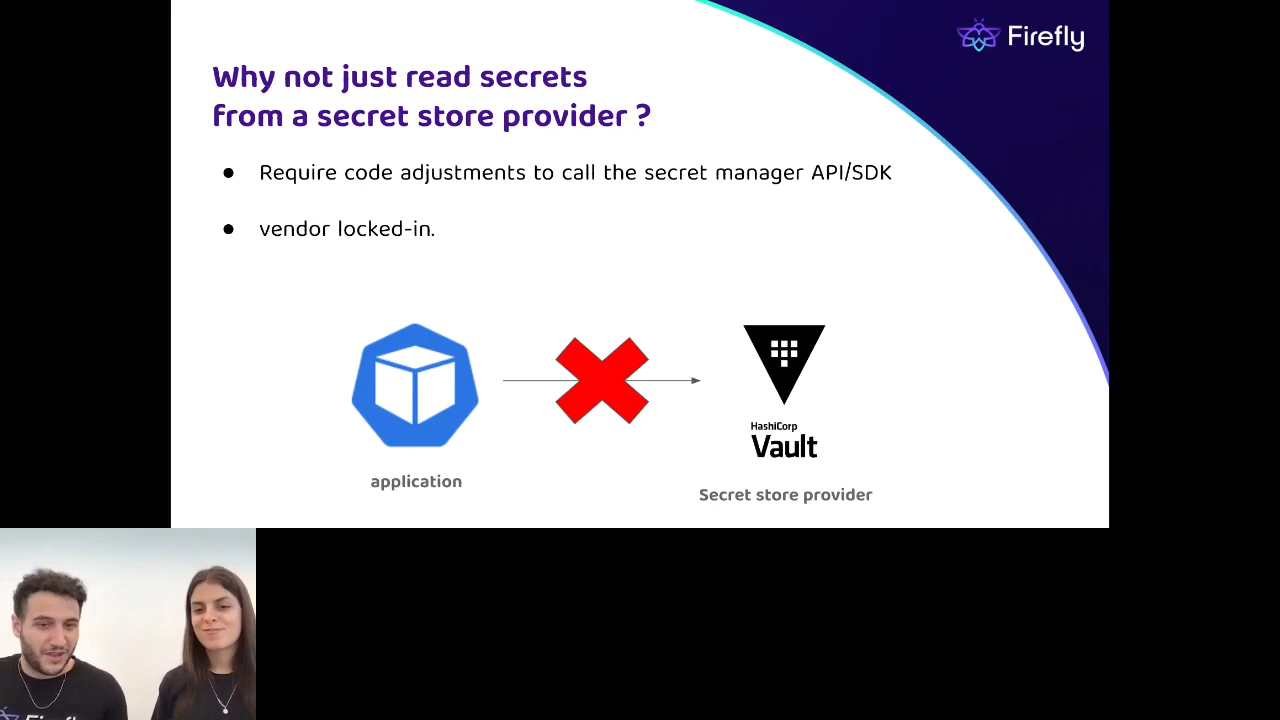 Firefly
Why not just read secrets
from a secret store provider ?
● Require code adjustments to call the secret manager API/SDK
● vendor locked-in.
HashiCorp
Vault
application
Secret store provider
Firefly